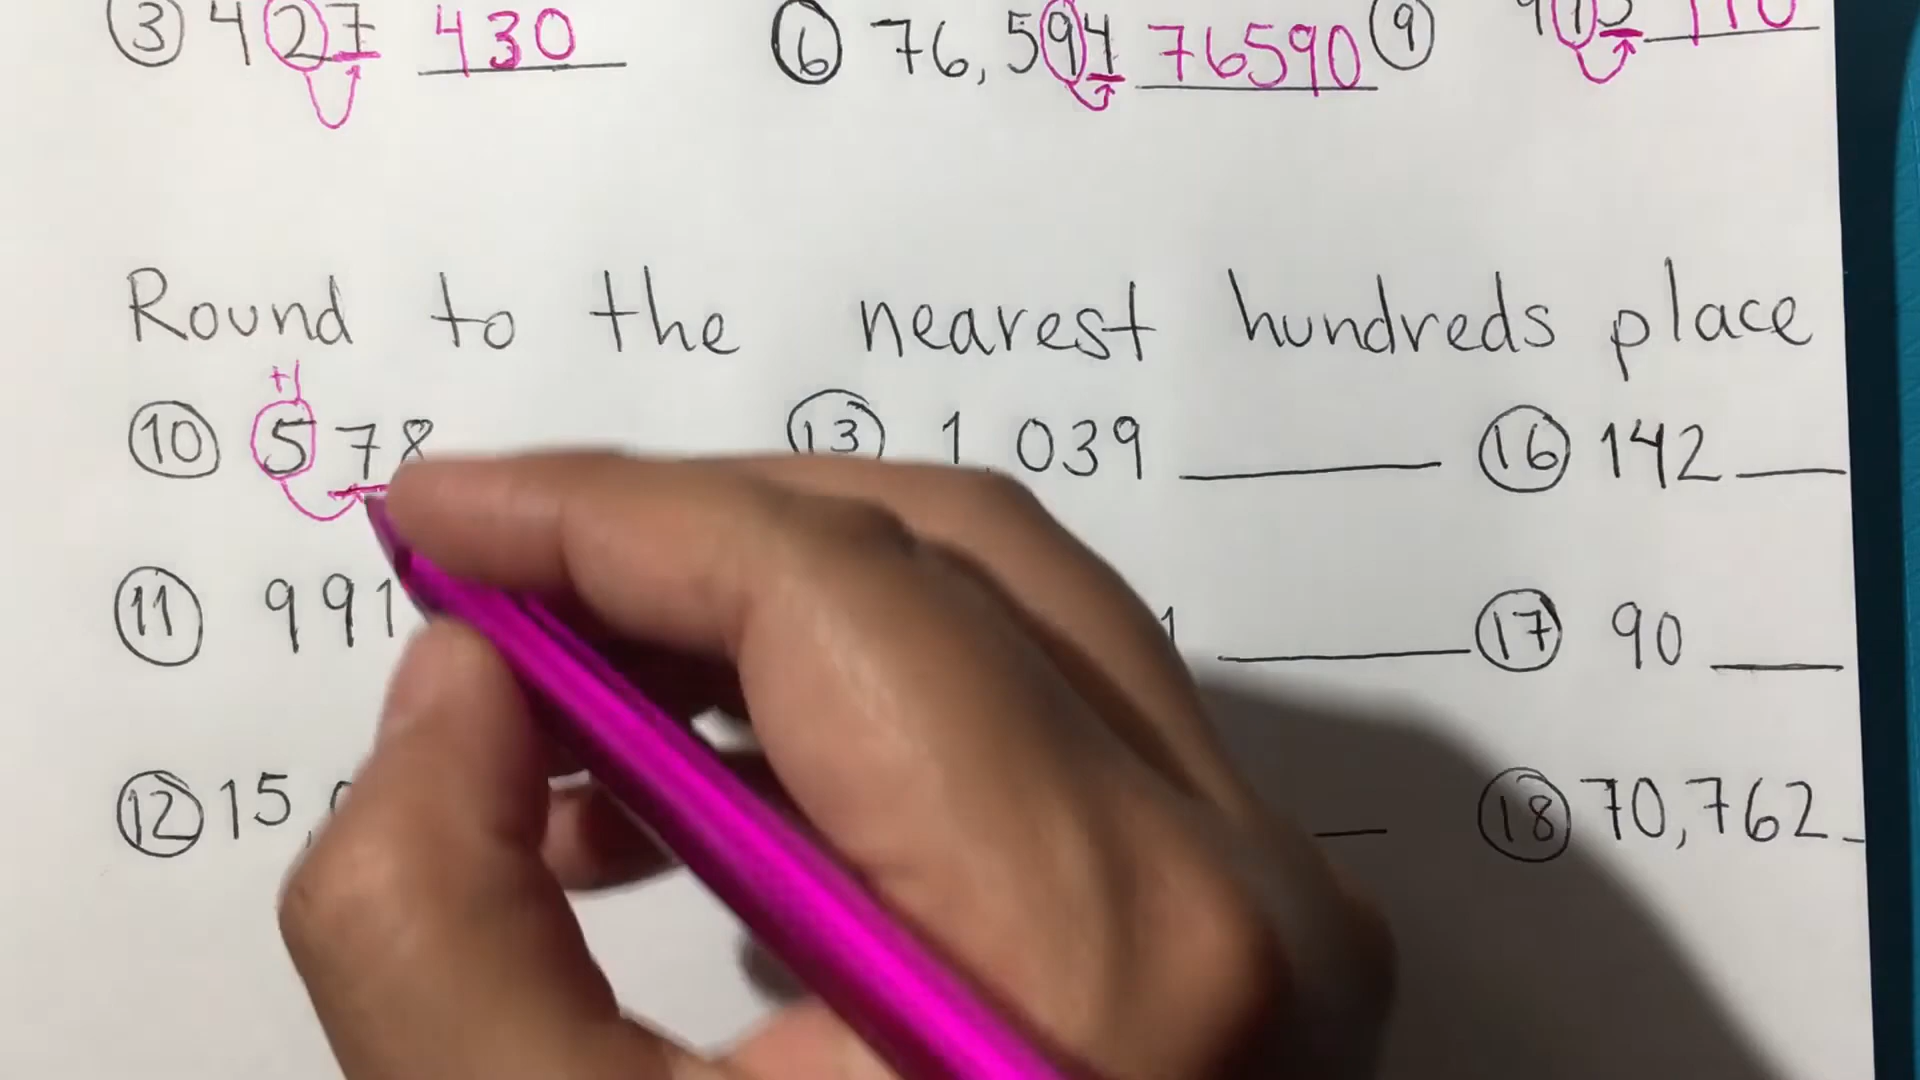 ③ 427 430 ⑥ 76,594 76590 ⑨
Round to the nearest hundreds place
+1
⑩ 578 ⑬ 1,039 ⑯ 142
⑪ 991 ⑰ 90
⑫ 15, ⑱ 70,762